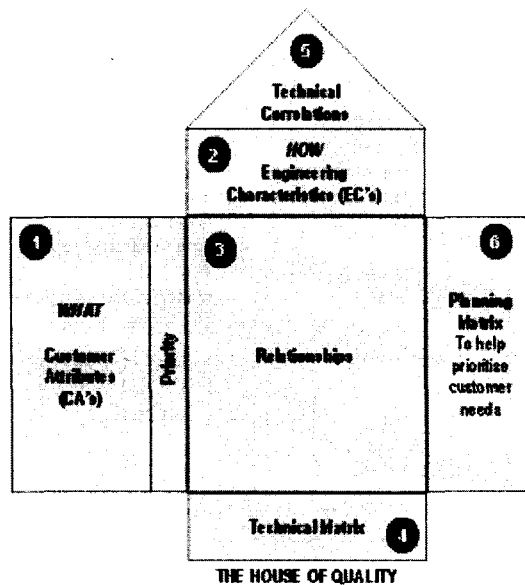 5
Technical
Correlations
2
HOW
Engineering
Characteristics (EC's)
1
WHAT
Customer
Attributes
(CA's)
Priority
3
Relationships
6
Planning
Matrix
To help
prioritise
customer
needs
Technical Matrix
4
THE HOUSE OF QUALITY